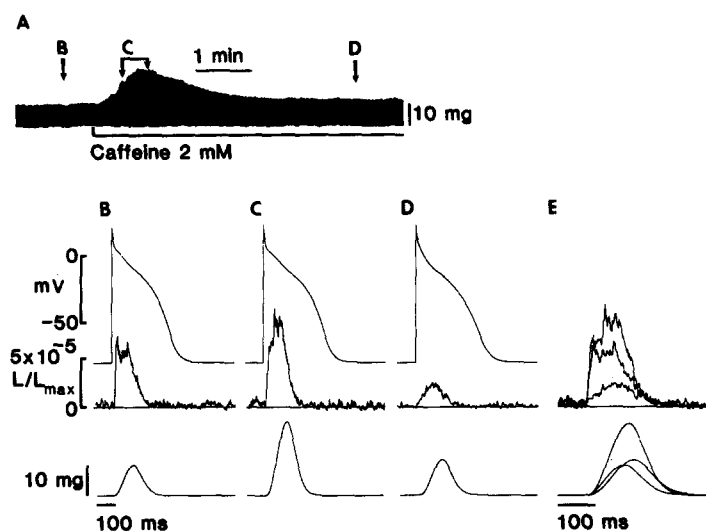 A
B C 1 min D
10 mg
Caffeine 2 mM
B C D E
0
mV
-50
5x10-5
L/Lmax
0
10 mg
100 ms 100 ms